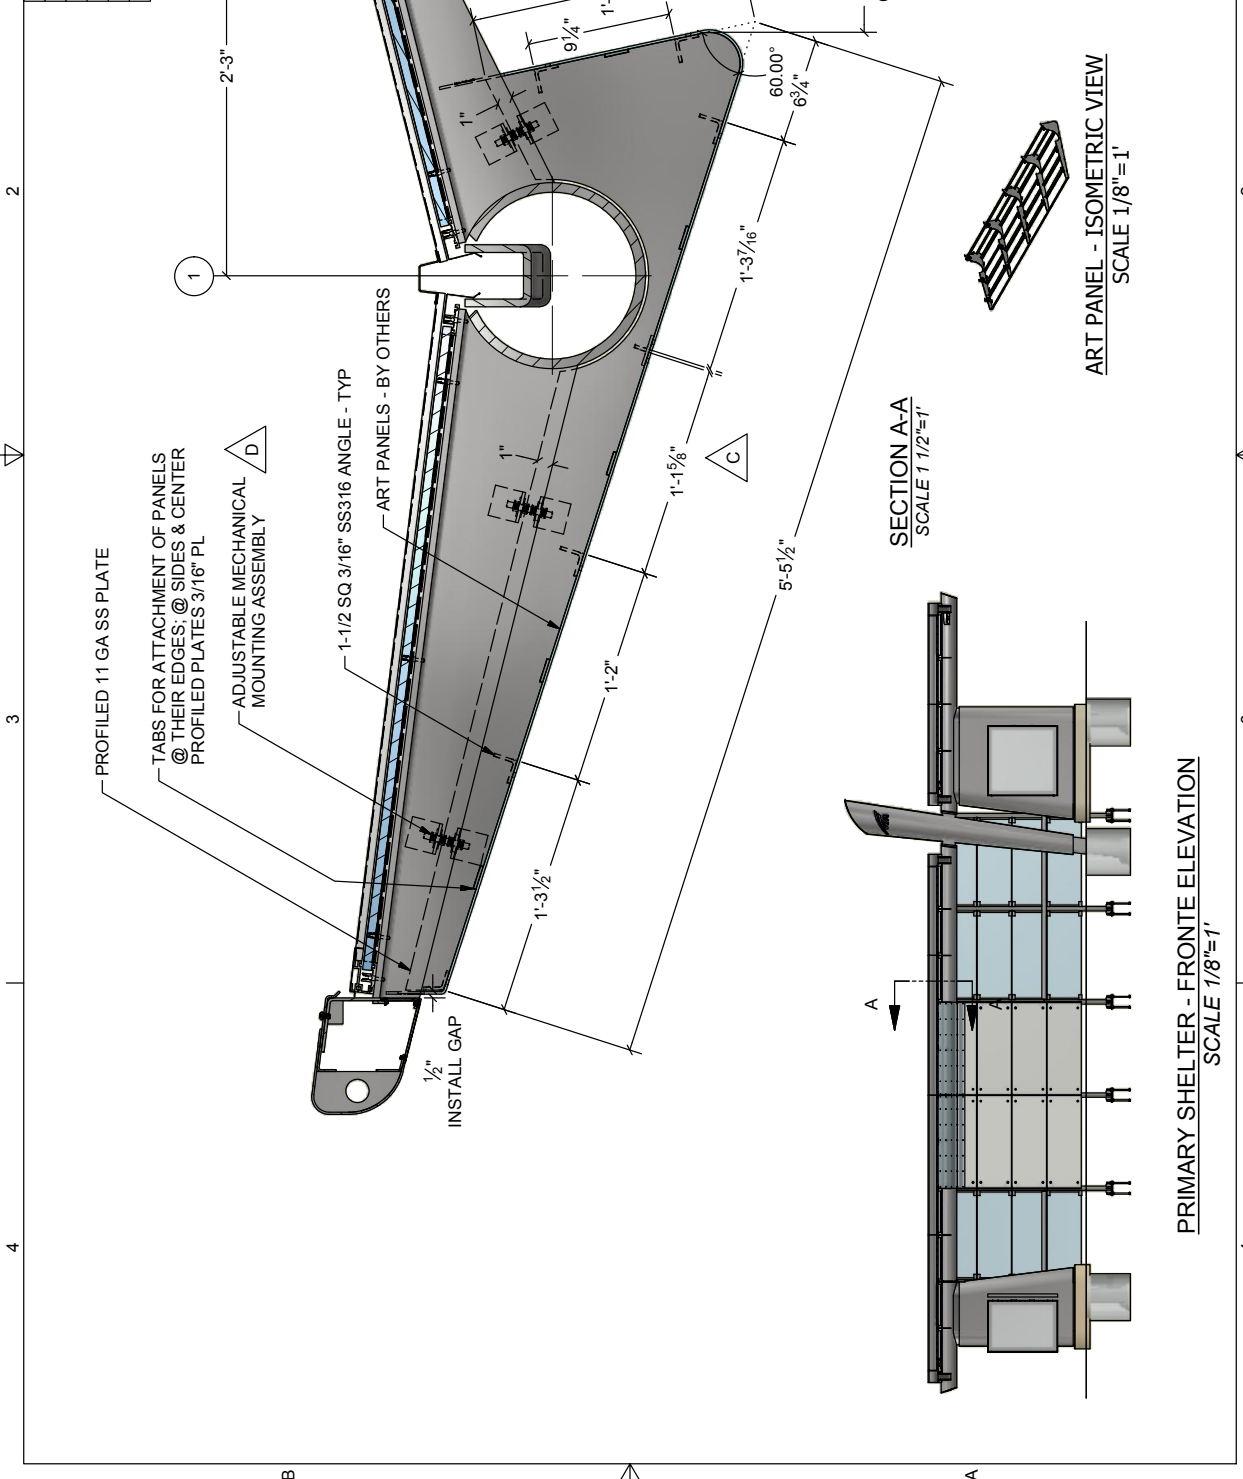 2
3
4
B
A
1
2'-3"
PROFILED 11 GA SS PLATE
TABS FOR ATTACHMENT OF PANELS
@ THEIR EDGES; @ SIDES & CENTER
PROFILED PLATES 3/16" PL
D
ADJUSTABLE MECHANICAL
MOUNTING ASSEMBLY
1-1/2 SQ 3/16" SS316 ANGLE - TYP
ART PANELS - BY OTHERS
1'-
9¼"
1"
1"
60.00°
6¾"
1'-3⁷⁄₁₆"
1'-1⅝"
C
1'-2"
1'-3½"
5'-5½"
½"
INSTALL GAP
SECTION A-A
SCALE 1 1/2"=1'
ART PANEL - ISOMETRIC VIEW
SCALE 1/8"=1'
A
A
PRIMARY SHELTER - FRONTE ELEVATION
SCALE 1/8"=1'